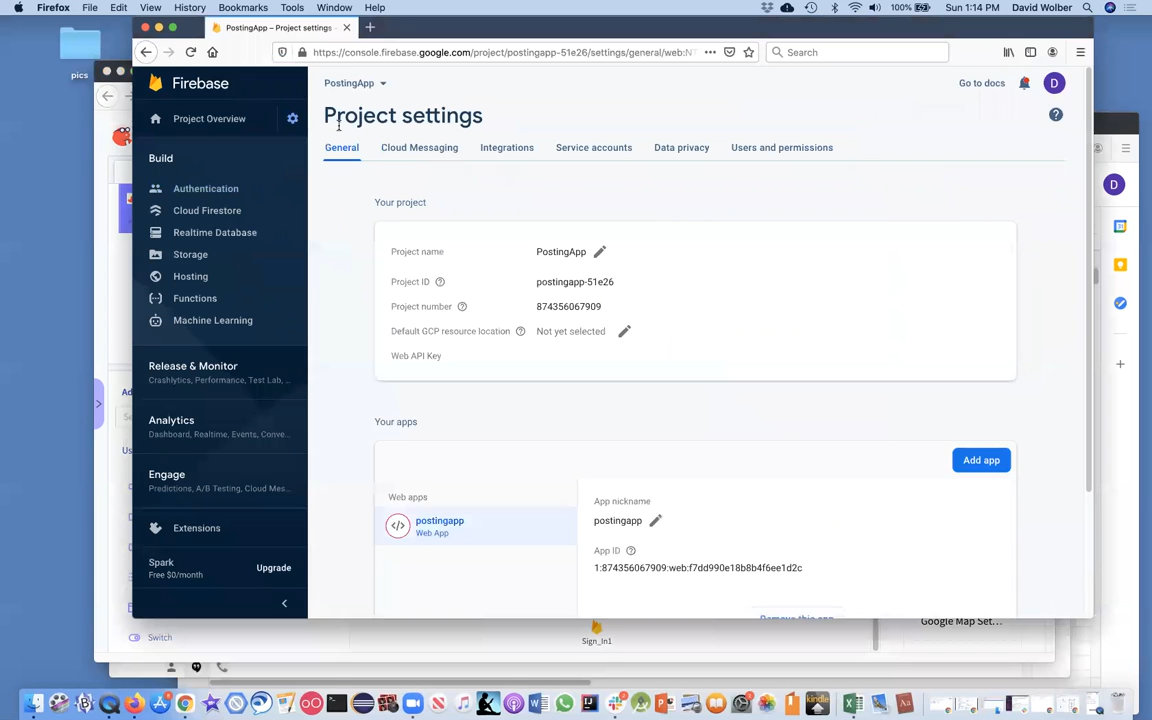 Firefox File Edit View History Bookmarks Tools Window Help 100% Sun 1:14 PM David Wolber
PostingApp – Project settings -
https://console.firebase.google.com/project/postingapp-51e26/settings/general/web:
Search
pics
Firebase
PostingApp
Go to docs
D
Project Overview
Project settings
General Cloud Messaging Integrations Service accounts Data privacy Users and permissions
Build
Authentication
Cloud Firestore
Realtime Database
Storage
Hosting
Functions
Machine Learning
Release & Monitor
Crashlytics, Performance, Test Lab, ...
Analytics
Dashboard, Realtime, Events, Conve...
Engage
Predictions, A/B Testing, Cloud Mes...
Extensions
Spark
Free $0/month
Upgrade
Your project
Project name PostingApp
Project ID postingapp-51e26
Project number 874356067909
Default GCP resource location Not yet selected
Web API Key
Your apps
Add app
Web apps
postingapp
Web App
App nickname
postingapp
App ID
1:874356067909:web:f7dd990e18b8b4f6ee1d2c
Remove this app
D
Switch
Sign_In1
Google Map Set...